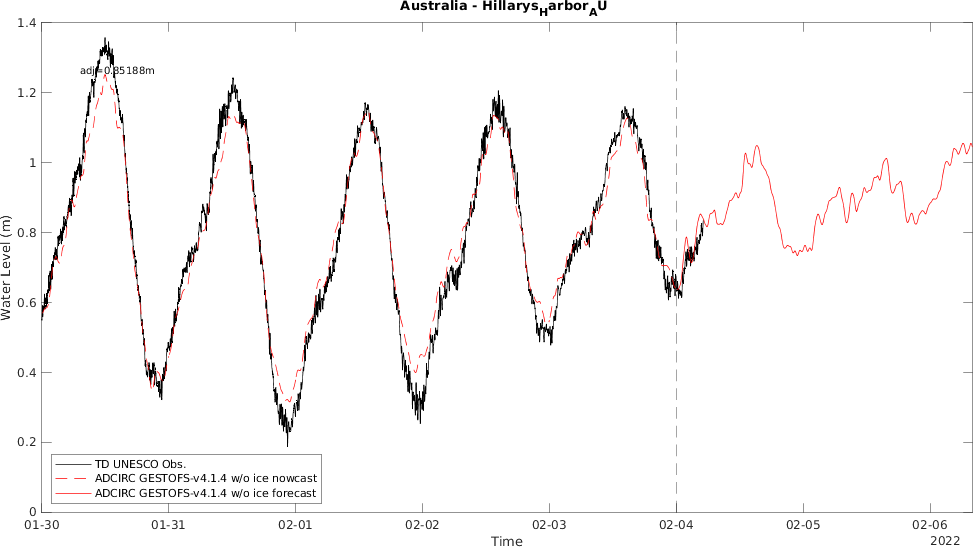 Australia - HillarysHarborAU
adj=0.85188m
1.4
1.2
1
0.8
0.6
0.4
0.2
0
Water Level (m)
TD UNESCO Obs.
ADCIRC GESTOFS-v4.1.4 w/o ice nowcast
ADCIRC GESTOFS-v4.1.4 w/o ice forecast
01-30 01-31 02-01 02-02 02-03 02-04 02-05 02-06
Time
2022